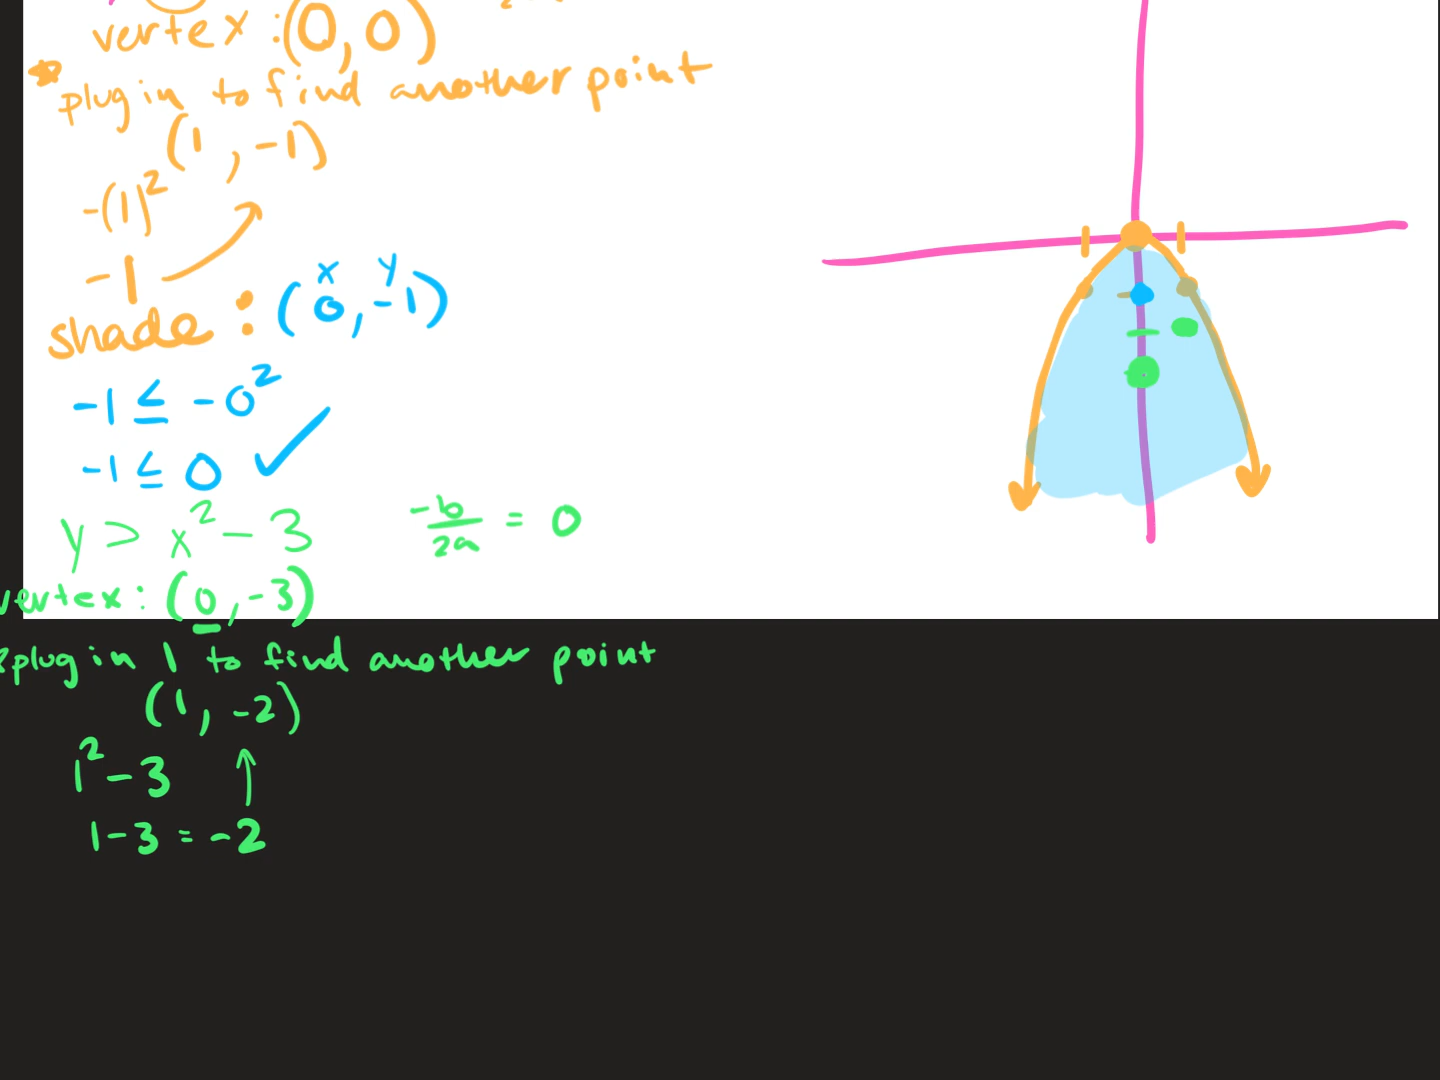 vertex : (0, 0)
* plug in to find another point
(1, -1)
-(1)²
-1
x y
shade : (0, -1)
-1 ≤ -0²
-1 ≤ 0 ✓
y > x² - 3
-b/2a = 0
vertex: (0, -3)
plug in 1 to find another point
(1, -2)
1² - 3
1 - 3 = -2